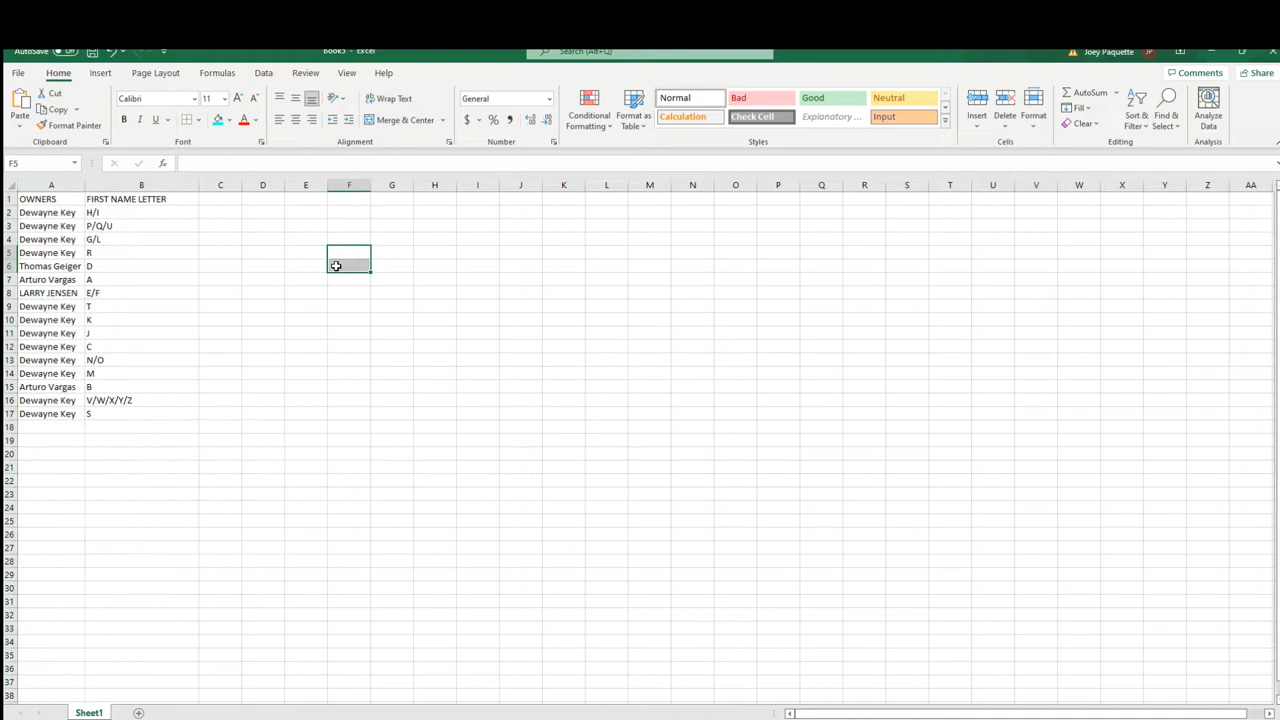 AutoSave Off Book5 - Excel Search (Alt+Q) Joey Paquette JP
File Home Insert Page Layout Formulas Data Review View Help Comments Share
Paste Cut Copy Format Painter
Calibri 11 A A B I U A
Wrap Text Merge & Center
General $ % 9
Conditional Formatting Format as Table
Normal Bad Good Neutral
Calculation Check Cell Explanatory ... Input
Insert Delete Format
AutoSum Fill Clear
Sort & Filter Find & Select Analyze Data
Clipboard Font Alignment Number Styles Cells Editing Analysis
F5 fx
A B C D E F G H I J K L M N O P Q R S T U V W X Y Z AA
1 OWNERS FIRST NAME LETTER
2 Dewayne Key H/I
3 Dewayne Key P/Q/U
4 Dewayne Key G/L
5 Dewayne Key R
6 Thomas Geiger D
7 Arturo Vargas A
8 LARRY JENSEN E/F
9 Dewayne Key T
10 Dewayne Key K
11 Dewayne Key J
12 Dewayne Key C
13 Dewayne Key N/O
14 Dewayne Key M
15 Arturo Vargas B
16 Dewayne Key V/W/X/Y/Z
17 Dewayne Key S
18
19
20
21
22
23
24
25
26
27
28
29
30
31
32
33
34
35
36
37
38
Sheet1